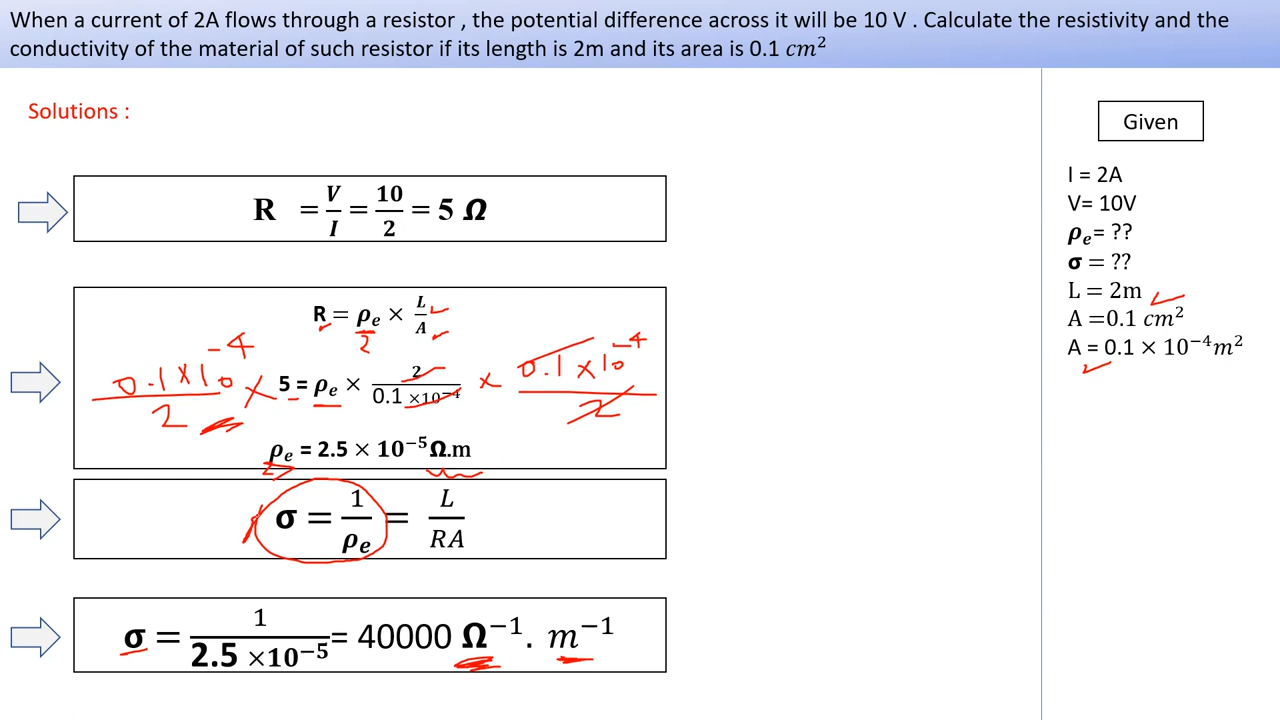 When a current of 2A flows through a resistor , the potential difference across it will be 10 V . Calculate the resistivity and the
conductivity of the material of such resistor if its length is 2m and its area is 0.1 cm²
Solutions :
Given
I = 2A
V= 10V
ρₑ= ??
σ = ??
L = 2m
A =0.1 cm²
A = 0.1 × 10⁻⁴m²
R = V/I = 10/2 = 5 Ω
R = ρₑ × L/A
2
0.1 × 10⁻⁴/2 × 5 = ρₑ × 2/0.1 ×10⁻⁴ × 0.1 × 10⁻⁴/2
ρₑ = 2.5 × 10⁻⁵Ω.m
σ = 1/ρₑ = L/RA
σ = 1/2.5 ×10⁻⁵ = 40000 Ω⁻¹. m⁻¹